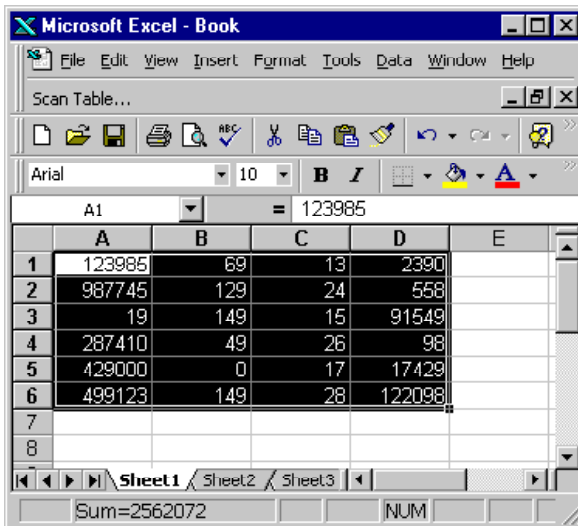 Microsoft Excel - Book
File Edit View Insert Format Tools Data Window Help
Scan Table...
ABC
Arial 10 B I A
A1 = 123985
A B C D E
1 123985 69 13 2390
2 987745 129 24 558
3 19 149 15 91549
4 287410 49 26 98
5 429000 0 17 17429
6 499123 149 28 122098
7
8
Sheet1 Sheet2 Sheet3
Sum=2562072 NUM